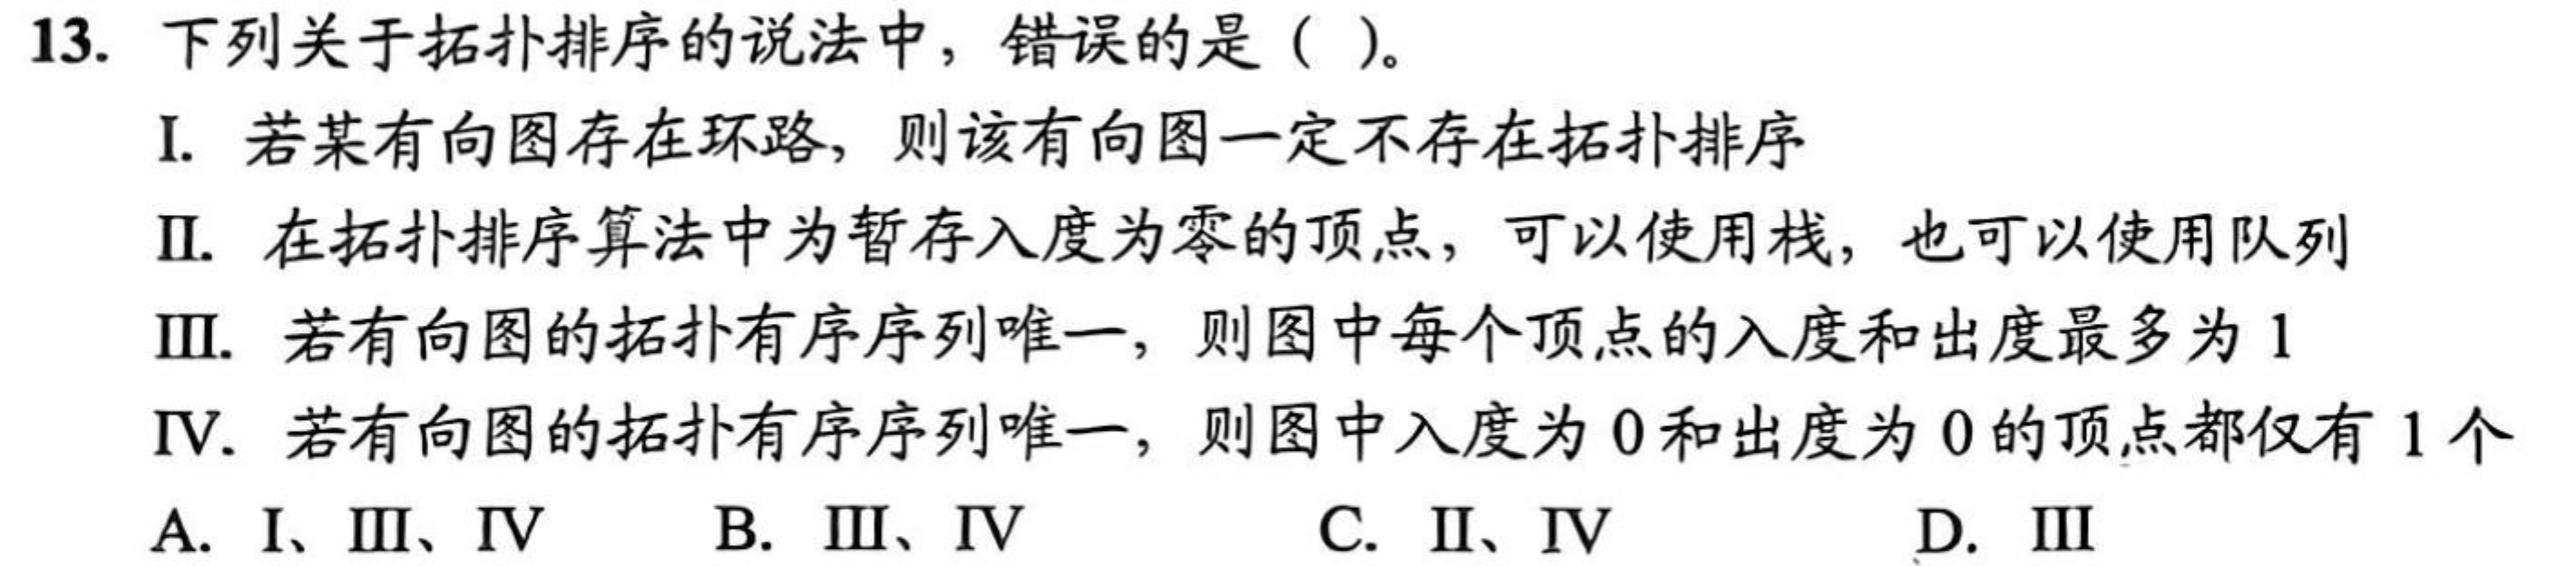 13. 下列关于拓扑排序的说法中，错误的是（ ）。
I. 若某有向图存在环路，则该有向图一定不存在拓扑排序
II. 在拓扑排序算法中为暂存入度为零的顶点，可以使用栈，也可以使用队列
III. 若有向图的拓扑有序序列唯一，则图中每个顶点的入度和出度最多为 1
IV. 若有向图的拓扑有序序列唯一，则图中入度为 0 和出度为 0 的顶点都仅有 1 个
A. I、III、IV B. III、IV C. II、IV D. III